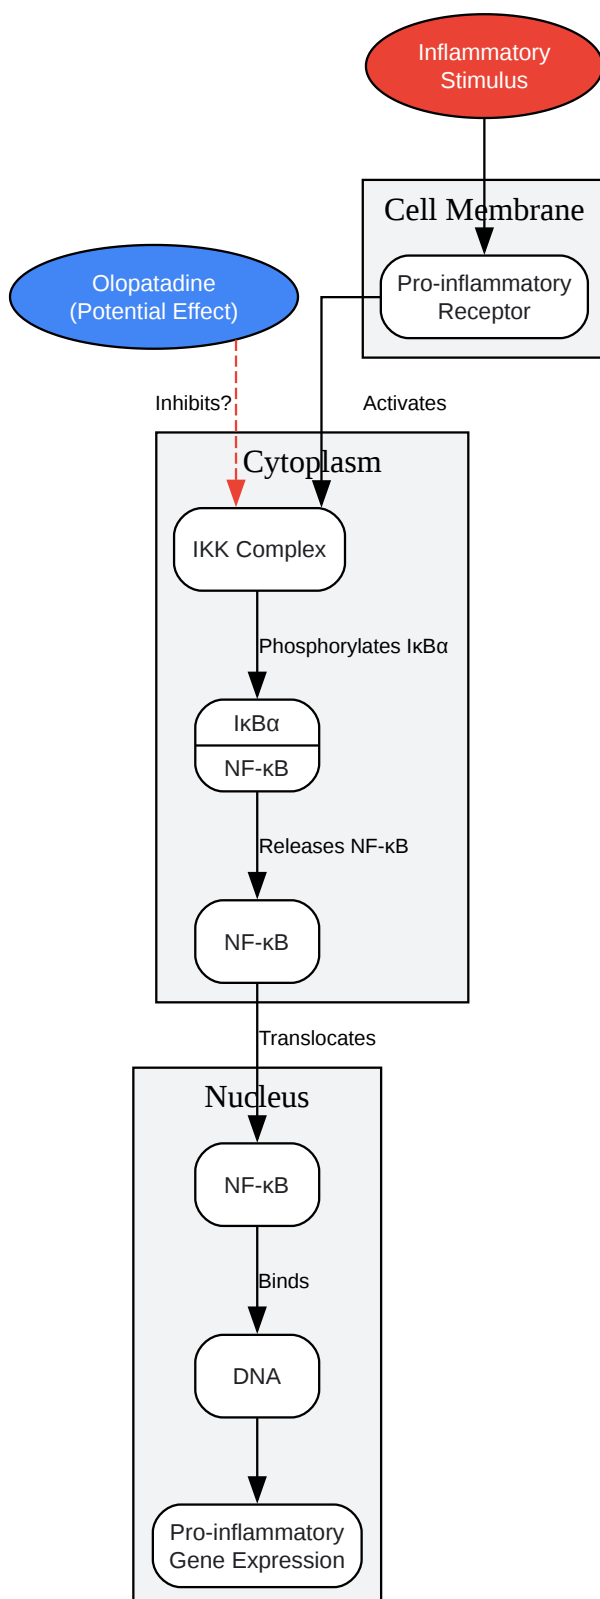 Inflammatory
Stimulus
Cell Membrane
Pro-inflammatory
Receptor
Olopatadine
(Potential Effect)
Inhibits?
Activates
Cytoplasm
IKK Complex
Phosphorylates IκBα
IκBα
NF-κB
Releases NF-κB
NF-κB
Translocates
Nucleus
NF-κB
Binds
DNA
Pro-inflammatory
Gene Expression